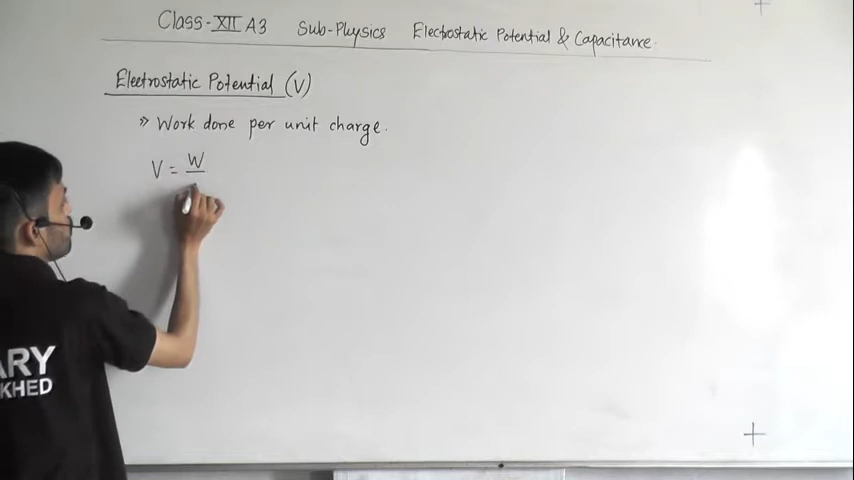 Class-XII A3 Sub-Physics Electrostatic Potential & Capacitance.
Electrostatic Potential (V)
» Work done per unit charge.
V = W
ARY
KHED